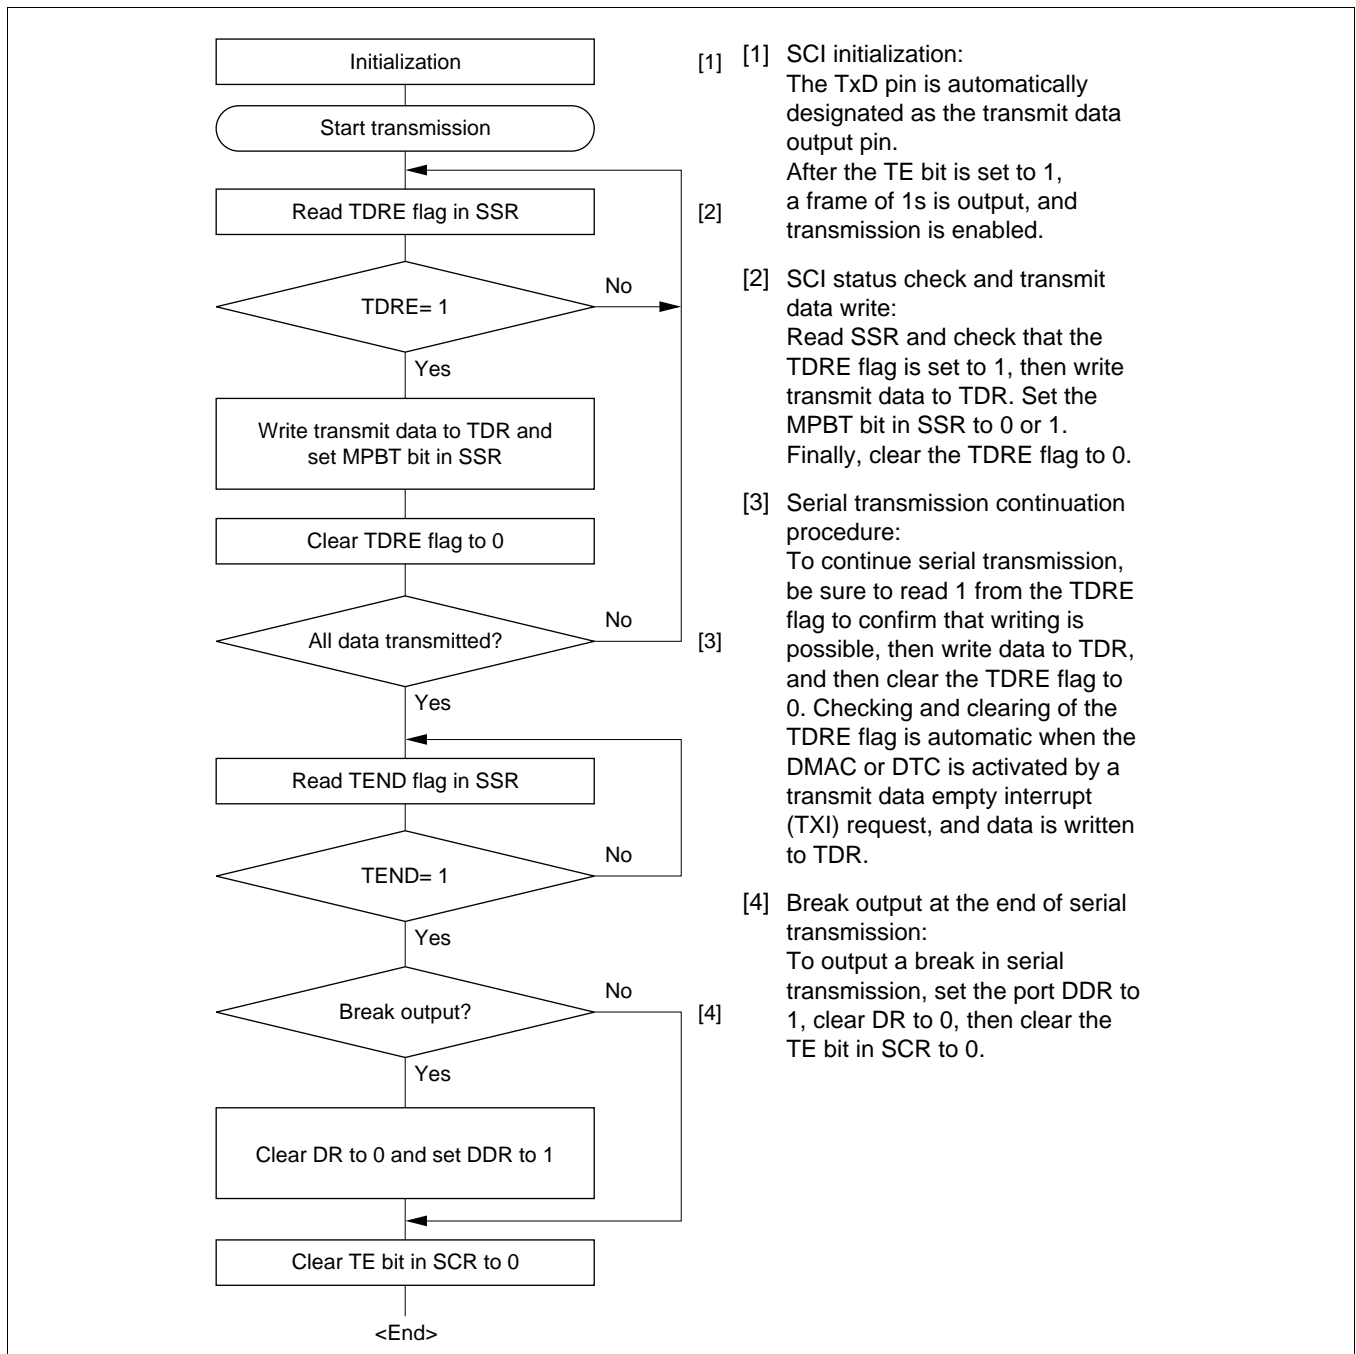 Initialization
[1]
Start transmission
Read TDRE flag in SSR
[2]
TDRE= 1
No
Yes
Write transmit data to TDR and
set MPBT bit in SSR
Clear TDRE flag to 0
All data transmitted?
No
[3]
Yes
Read TEND flag in SSR
TEND= 1
No
Yes
Break output?
No
[4]
Yes
Clear DR to 0 and set DDR to 1
Clear TE bit in SCR to 0
<End>
[1] SCI initialization:
The TxD pin is automatically
designated as the transmit data
output pin.
After the TE bit is set to 1,
a frame of 1s is output, and
transmission is enabled.
[2] SCI status check and transmit
data write:
Read SSR and check that the
TDRE flag is set to 1, then write
transmit data to TDR. Set the
MPBT bit in SSR to 0 or 1.
Finally, clear the TDRE flag to 0.
[3] Serial transmission continuation
procedure:
To continue serial transmission,
be sure to read 1 from the TDRE
flag to confirm that writing is
possible, then write data to TDR,
and then clear the TDRE flag to
0. Checking and clearing of the
TDRE flag is automatic when the
DMAC or DTC is activated by a
transmit data empty interrupt
(TXI) request, and data is written
to TDR.
[4] Break output at the end of serial
transmission:
To output a break in serial
transmission, set the port DDR to
1, clear DR to 0, then clear the
TE bit in SCR to 0.